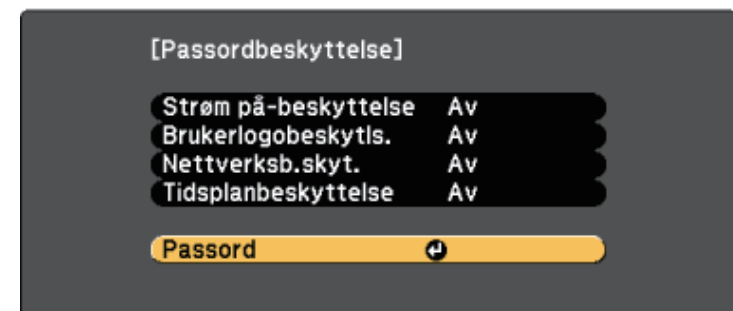 [Passordbeskyttelse]
Strøm på-beskyttelse Av
Brukerlogobeskytls. Av
Nettverksb.skyt. Av
Tidsplanbeskyttelse Av
Passord